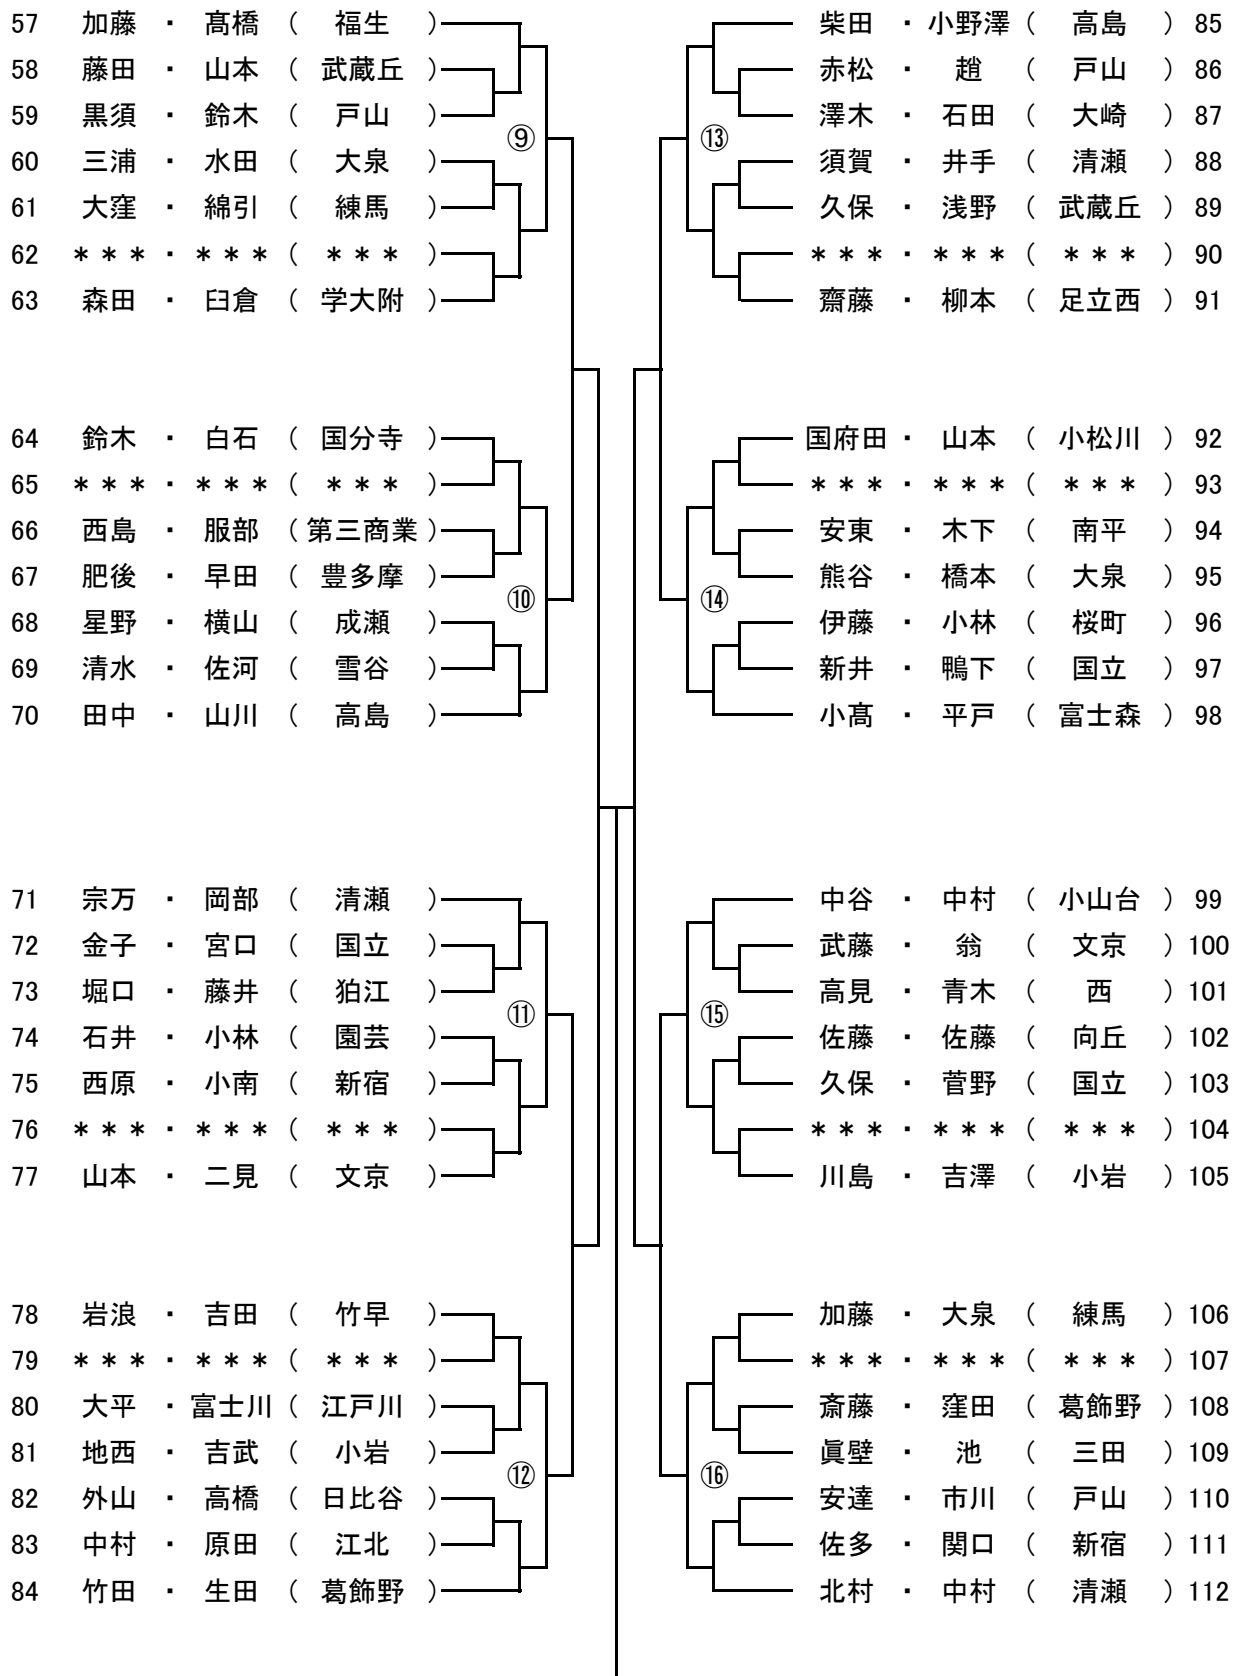 57 加藤 ・ 髙橋 ( 福生 )
58 藤田 ・ 山本 ( 武蔵丘 )
59 黒須 ・ 鈴木 ( 戸山 )
⑨
60 三浦 ・ 水田 ( 大泉 )
61 大窪 ・ 綿引 ( 練馬 )
62 *** ・ *** ( *** )
63 森田 ・ 臼倉 ( 学大附 )
64 鈴木 ・ 白石 ( 国分寺 )
65 *** ・ *** ( *** )
66 西島 ・ 服部 ( 第三商業 )
67 肥後 ・ 早田 ( 豊多摩 )
⑩
68 星野 ・ 横山 ( 成瀬 )
69 清水 ・ 佐河 ( 雪谷 )
70 田中 ・ 山川 ( 高島 )
71 宗万 ・ 岡部 ( 清瀬 )
72 金子 ・ 宮口 ( 国立 )
73 堀口 ・ 藤井 ( 狛江 )
⑪
74 石井 ・ 小林 ( 園芸 )
75 西原 ・ 小南 ( 新宿 )
76 *** ・ *** ( *** )
77 山本 ・ 二見 ( 文京 )
78 岩浪 ・ 吉田 ( 竹早 )
79 *** ・ *** ( *** )
80 大平 ・ 富士川 ( 江戸川 )
81 地西 ・ 吉武 ( 小岩 )
⑫
82 外山 ・ 高橋 ( 日比谷 )
83 中村 ・ 原田 ( 江北 )
84 竹田 ・ 生田 ( 葛飾野 )
柴田 ・ 小野澤 ( 高島 ) 85
赤松 ・ 趙 ( 戸山 ) 86
澤木 ・ 石田 ( 大崎 ) 87
⑬
須賀 ・ 井手 ( 清瀬 ) 88
久保 ・ 浅野 ( 武蔵丘 ) 89
*** ・ *** ( *** ) 90
齋藤 ・ 柳本 ( 足立西 ) 91
国府田 ・ 山本 ( 小松川 ) 92
*** ・ *** ( *** ) 93
安東 ・ 木下 ( 南平 ) 94
熊谷 ・ 橋本 ( 大泉 ) 95
⑭
伊藤 ・ 小林 ( 桜町 ) 96
新井 ・ 鴨下 ( 国立 ) 97
小髙 ・ 平戸 ( 富士森 ) 98
中谷 ・ 中村 ( 小山台 ) 99
武藤 ・ 翁 ( 文京 ) 100
高見 ・ 青木 ( 西 ) 101
⑮
佐藤 ・ 佐藤 ( 向丘 ) 102
久保 ・ 菅野 ( 国立 ) 103
*** ・ *** ( *** ) 104
川島 ・ 吉澤 ( 小岩 ) 105
加藤 ・ 大泉 ( 練馬 ) 106
*** ・ *** ( *** ) 107
斎藤 ・ 窪田 ( 葛飾野 ) 108
眞壁 ・ 池 ( 三田 ) 109
⑯
安達 ・ 市川 ( 戸山 ) 110
佐多 ・ 関口 ( 新宿 ) 111
北村 ・ 中村 ( 清瀬 ) 112